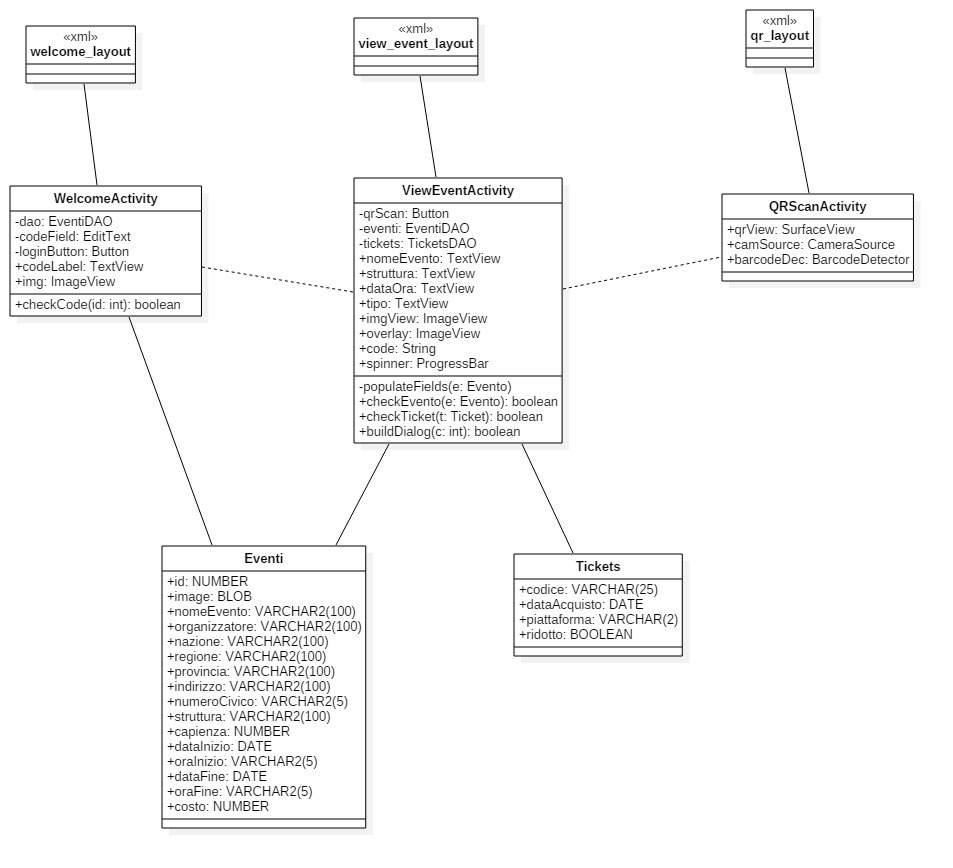 «xml»
welcome_layout
«xml»
view_event_layout
«xml»
qr_layout
WelcomeActivity
-dao: EventiDAO
-codeField: EditText
-loginButton: Button
+codeLabel: TextView
+img: ImageView
+checkCode(id: int): boolean
ViewEventActivity
-qrScan: Button
-eventi: EventiDAO
-tickets: TicketsDAO
+nomeEvento: TextView
+struttura: TextView
+dataOra: TextView
+tipo: TextView
+imgView: ImageView
+overlay: ImageView
+code: String
+spinner: ProgressBar
-populateFields(e: Evento)
+checkEvento(e: Evento): boolean
+checkTicket(t: Ticket): boolean
+buildDialog(c: int): boolean
QRScanActivity
+qrView: SurfaceView
+camSource: CameraSource
+barcodeDec: BarcodeDetector
Eventi
+id: NUMBER
+image: BLOB
+nomeEvento: VARCHAR2(100)
+organizzatore: VARCHAR2(100)
+nazione: VARCHAR2(100)
+regione: VARCHAR2(100)
+provincia: VARCHAR2(100)
+indirizzo: VARCHAR2(100)
+numeroCivico: VARCHAR2(5)
+struttura: VARCHAR2(100)
+capienza: NUMBER
+dataInizio: DATE
+oraInizio: VARCHAR2(5)
+dataFine: DATE
+oraFine: VARCHAR2(5)
+costo: NUMBER
Tickets
+codice: VARCHAR(25)
+dataAcquisto: DATE
+piattaforma: VARCHAR(2)
+ridotto: BOOLEAN